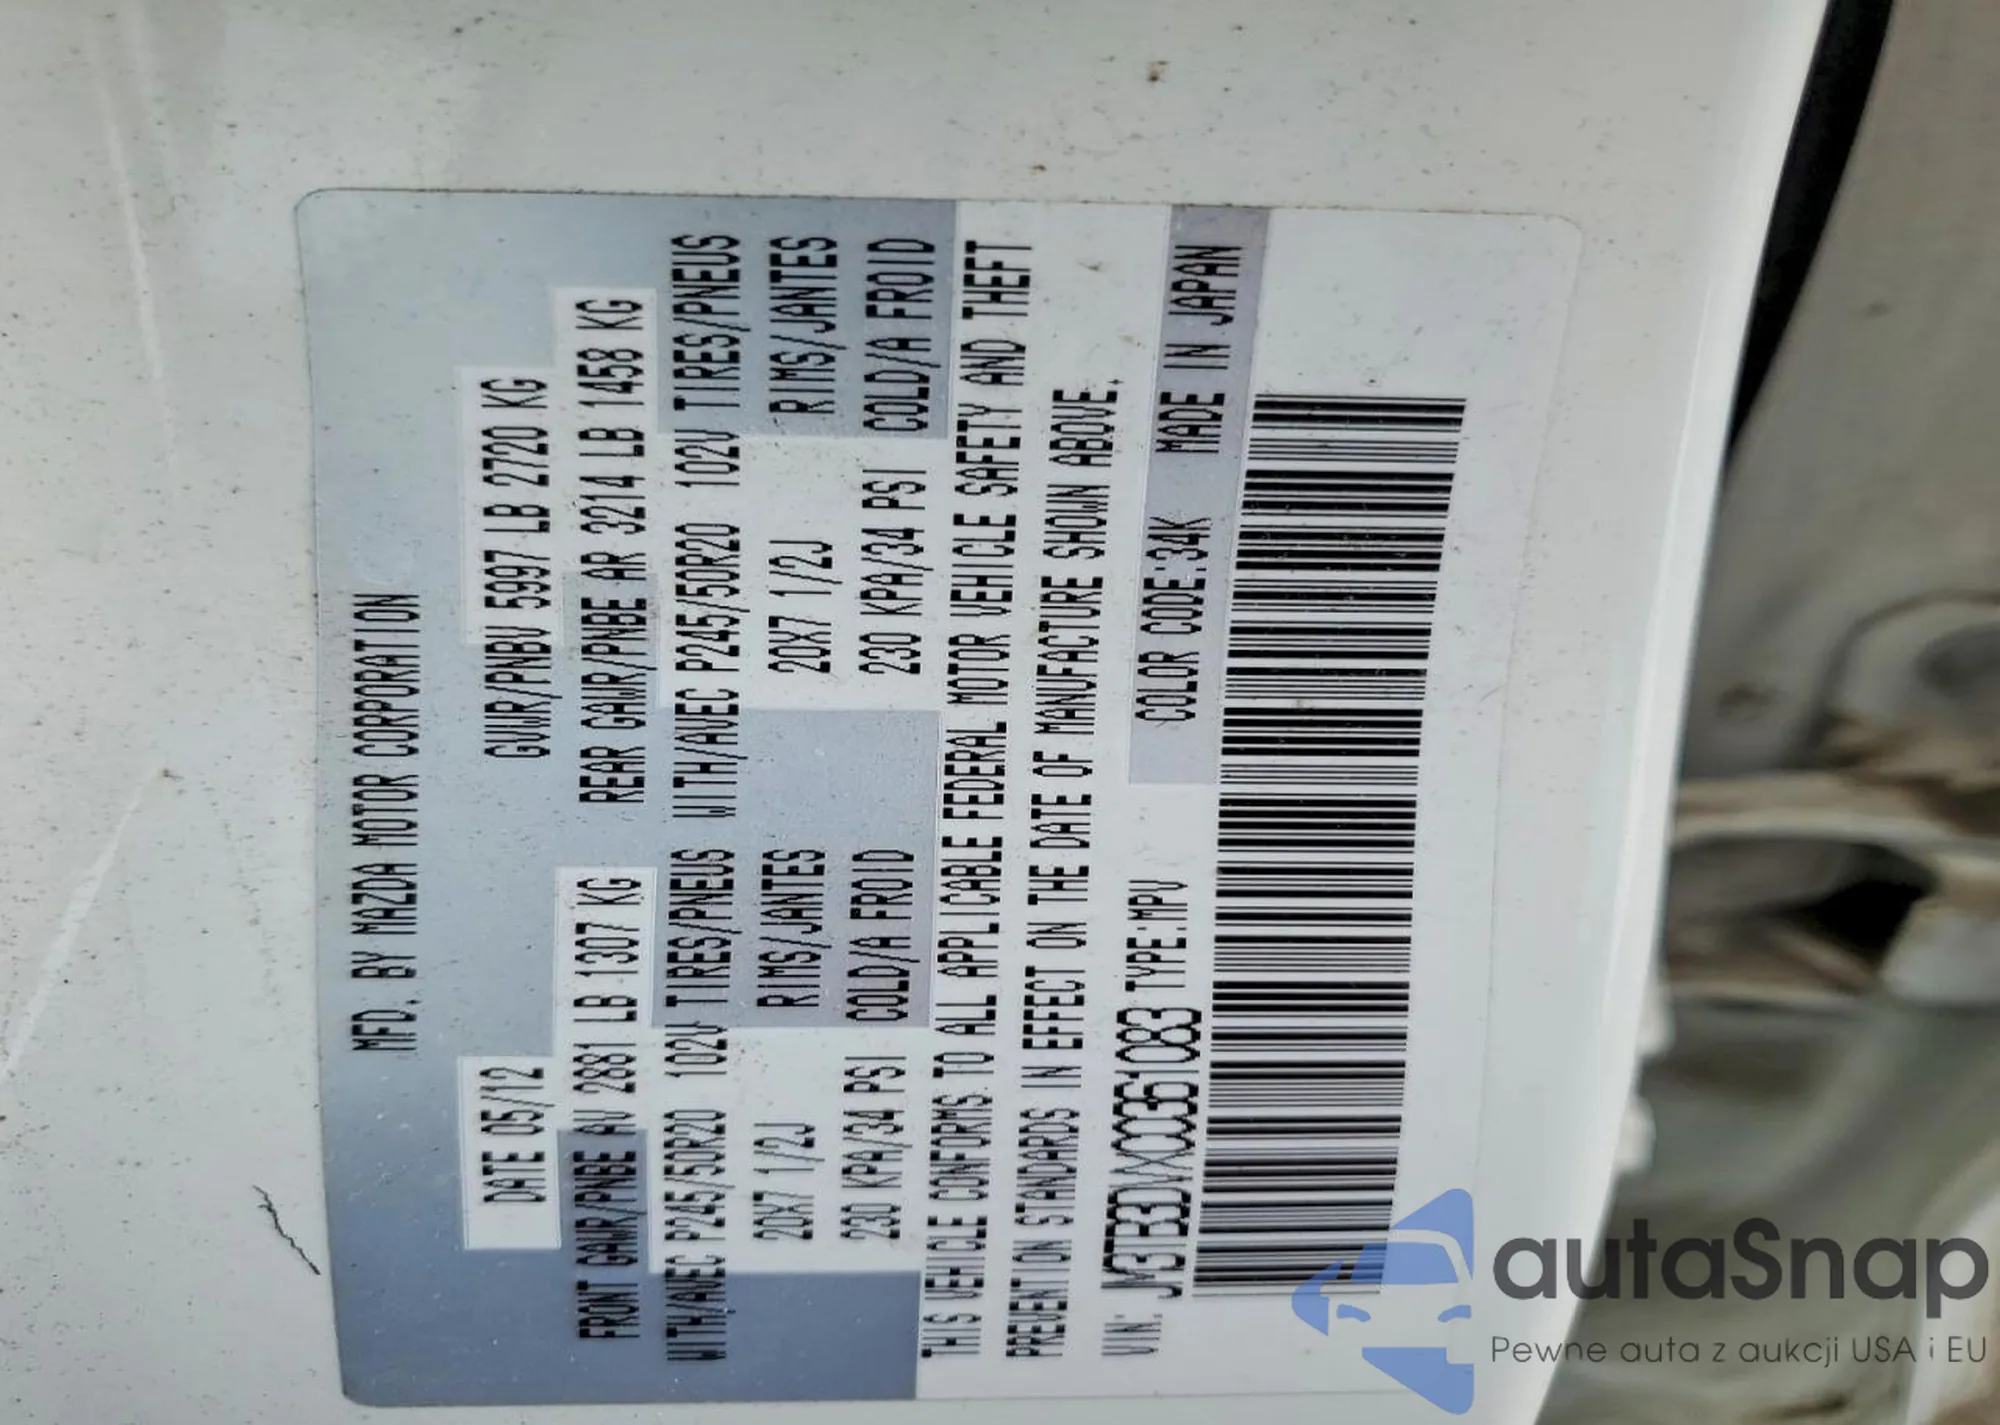 MFD. BY MAZDA MOTOR CORPORATION
DATE 05/12 GVWR/PNBV 5997 LB 2720 KG
FRONT GAWR/PNBE AV 2881 LB 1307 KG REAR GAWR/PNBE AR 3214 LB 1458 KG
WITH/AVEC P245/50R20 102V TIRES/PNEUS WITH/AVEC P245/50R20 102V TIRES/PNEUS
20X7 1/2J RIMS/JANTES 20X7 1/2J RIMS/JANTES
230 KPA/34 PSI COLD/A FROID 230 KPA/34 PSI COLD/A FROID
THIS VEHICLE CONFORMS TO ALL APPLICABLE FEDERAL MOTOR VEHICLE SAFETY AND THEFT
PREVENTION STANDARDS IN EFFECT ON THE DATE OF MANUFACTURE SHOWN ABOVE.
VIN: JM3TB3DVXC0361083 TYPE:MPV COLOR CODE:34K MADE IN JAPAN
autaSnap
Pewne auta z aukcji USA i EU